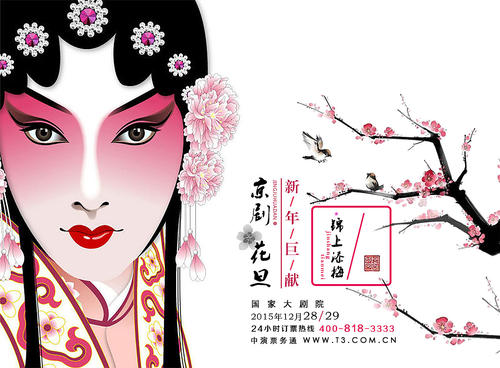 京剧花旦
JINGJUHUADAN
新/年/巨/献
锦上添梅
国家大剧院
2015年12月28/29
24小时订票热线 400-818-3333
中演票务通 WWW.T3.COM.CN